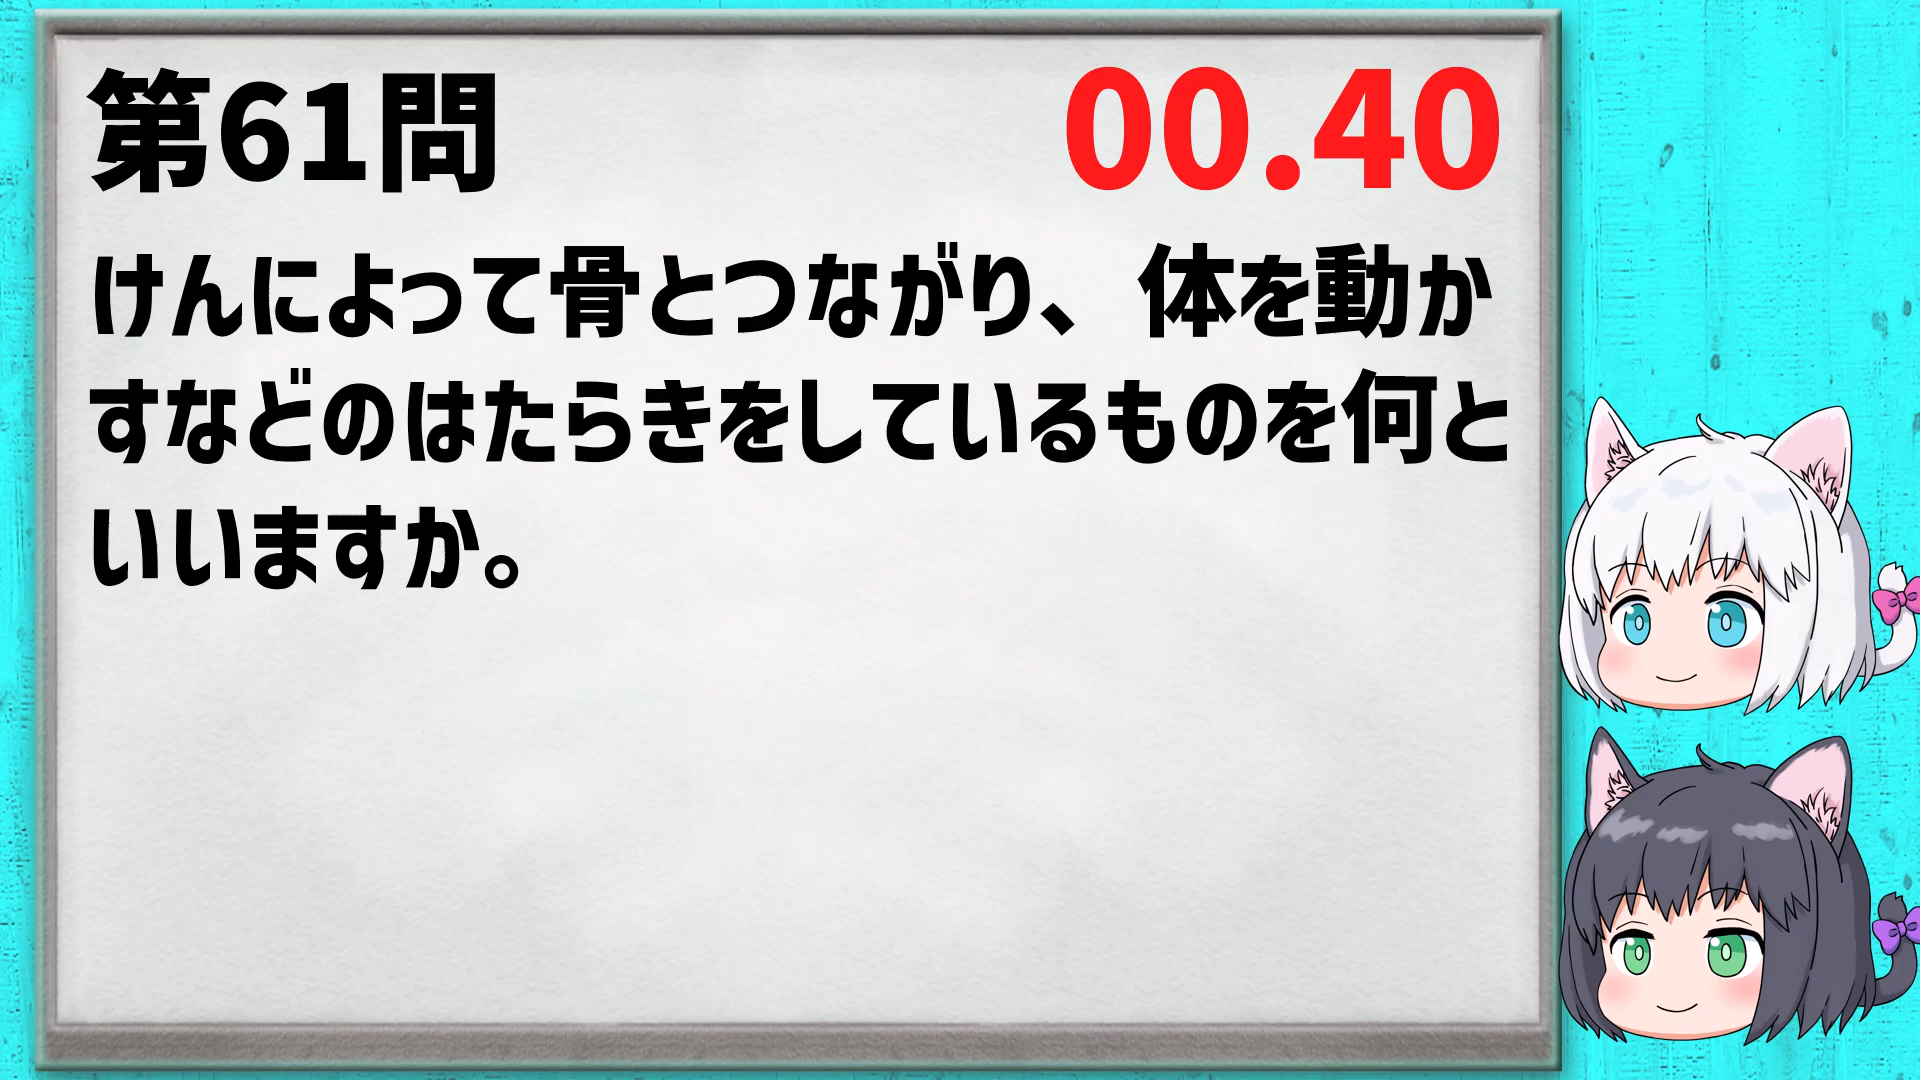 第61問 00.40
けんによって骨とつながり、体を動か
すなどのはたらきをしているものを何と
いいますか。